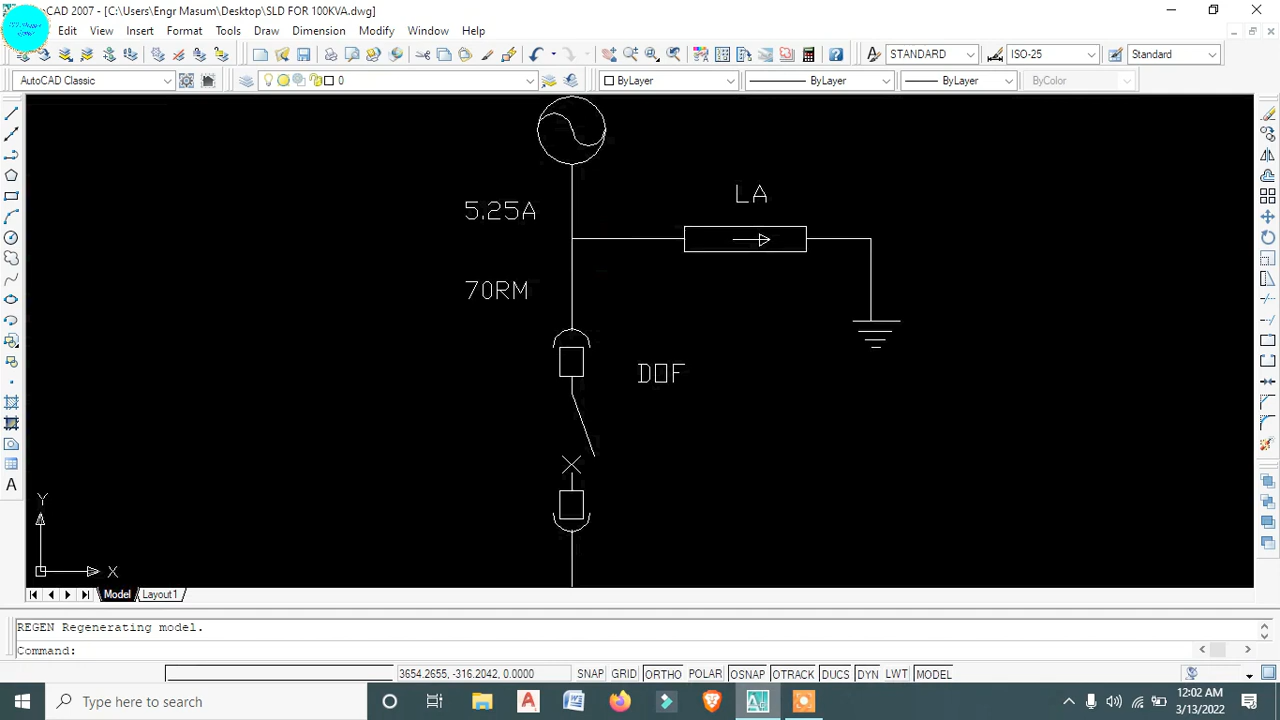 AutoCAD 2007 - [C:\Users\Engr Masum\Desktop\SLD FOR 100KVA.dwg]
Edit View Insert Format Tools Draw Dimension Modify Window Help
STANDARD ISO-25 Standard
AutoCAD Classic 0 ByLayer ByLayer ByLayer ByColor
LA
5.25A
70RM
DOF
Y
X
Model Layout1
REGEN Regenerating model.
Command:
3654.2655, -316.2042, 0.0000 SNAP GRID ORTHO POLAR OSNAP OTRACK DUCS DYN LWT MODEL
Type here to search
12:02 AM
3/13/2022